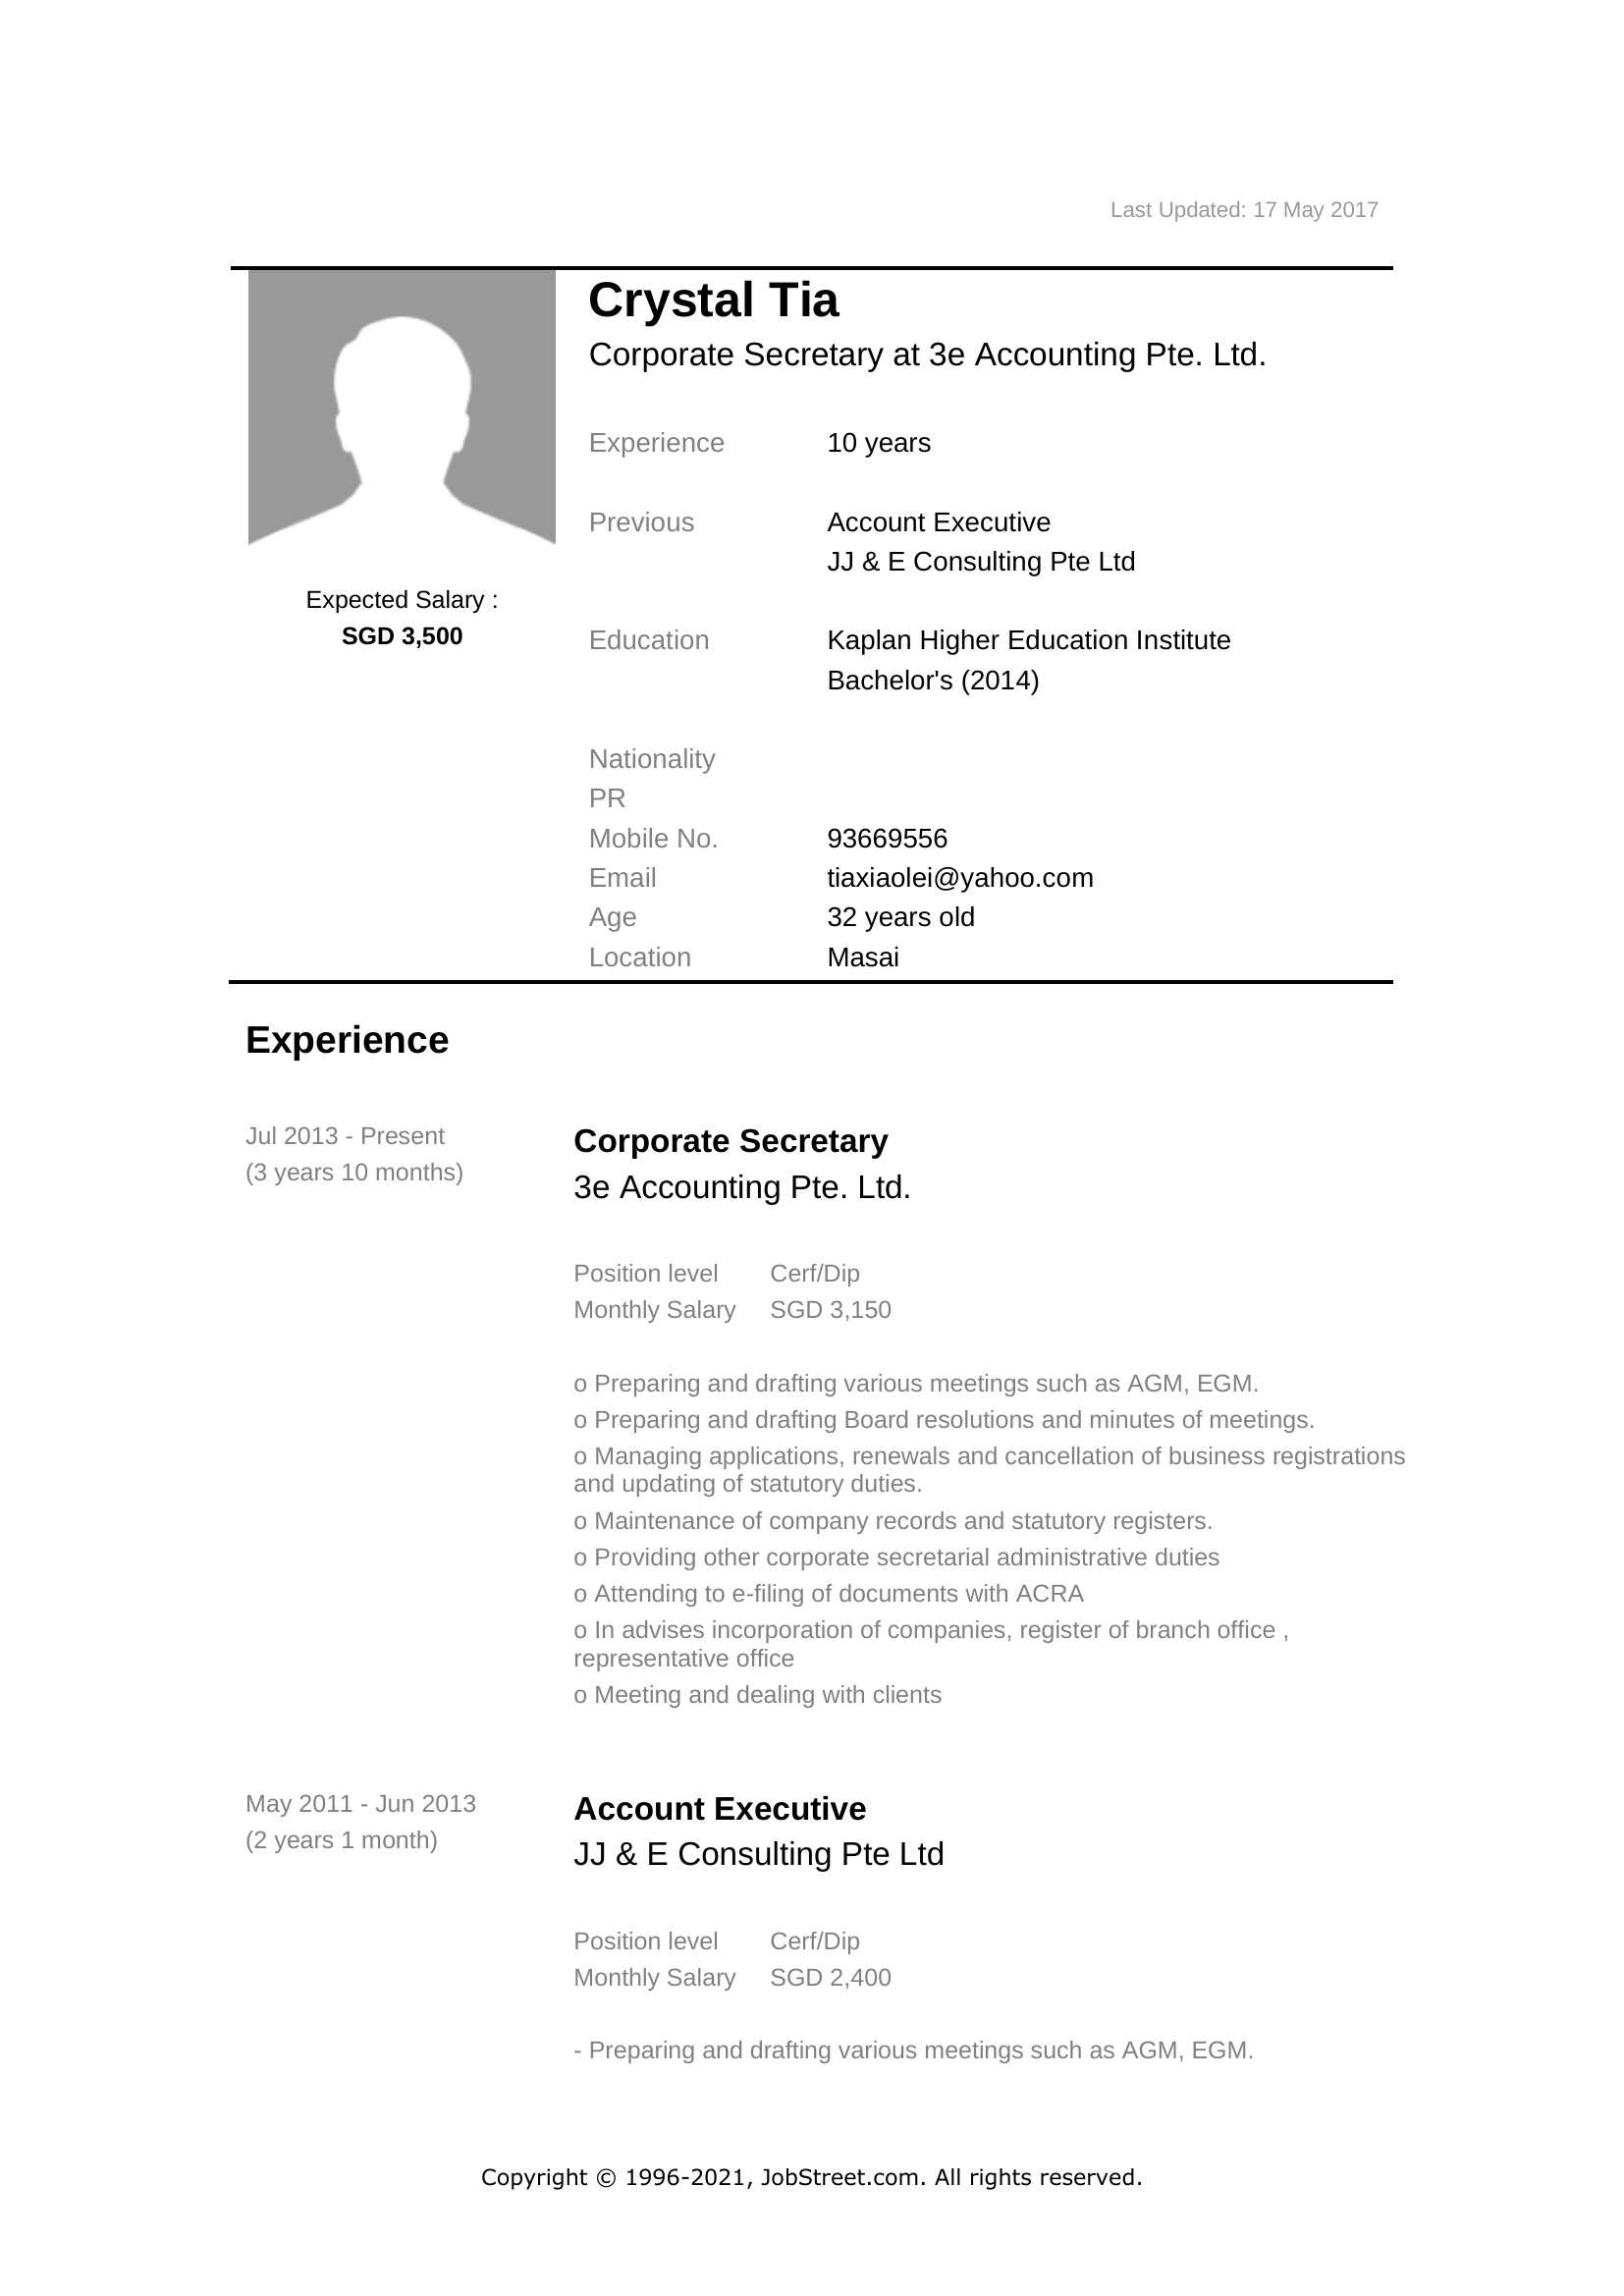 Last Updated: 17 May 2017
Crystal Tia
Corporate Secretary at 3e Accounting Pte. Ltd.
Experience 10 years
Previous Account Executive
JJ & E Consulting Pte Ltd
Expected Salary :
SGD 3,500
Education Kaplan Higher Education Institute
Bachelor's (2014)
Nationality
PR
Mobile No. 93669556
Email tiaxiaolei@yahoo.com
Age 32 years old
Location Masai
Experience
Jul 2013 - Present
(3 years 10 months)
Corporate Secretary
3e Accounting Pte. Ltd.
Position level Cerf/Dip
Monthly Salary SGD 3,150
o Preparing and drafting various meetings such as AGM, EGM.
o Preparing and drafting Board resolutions and minutes of meetings.
o Managing applications, renewals and cancellation of business registrations
and updating of statutory duties.
o Maintenance of company records and statutory registers.
o Providing other corporate secretarial administrative duties
o Attending to e-filing of documents with ACRA
o In advises incorporation of companies, register of branch office ,
representative office
o Meeting and dealing with clients
May 2011 - Jun 2013
(2 years 1 month)
Account Executive
JJ & E Consulting Pte Ltd
Position level Cerf/Dip
Monthly Salary SGD 2,400
- Preparing and drafting various meetings such as AGM, EGM.
Copyright © 1996-2021, JobStreet.com. All rights reserved.